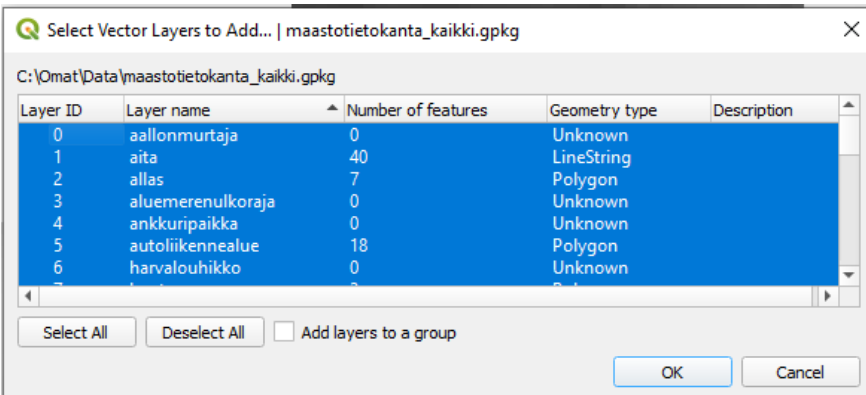 Select Vector Layers to Add... | maastotietokanta_kaikki.gpkg
C:\Omat\Data\maastotietokanta_kaikki.gpkg
Layer ID Layer name Number of features Geometry type Description
0 aallonmurtaja 0 Unknown
1 aita 40 LineString
2 allas 7 Polygon
3 aluemerenulkoraja 0 Unknown
4 ankkuripaikka 0 Unknown
5 autoliikennealue 18 Polygon
6 harvalouhikko 0 Unknown
Select All Deselect All Add layers to a group
OK Cancel